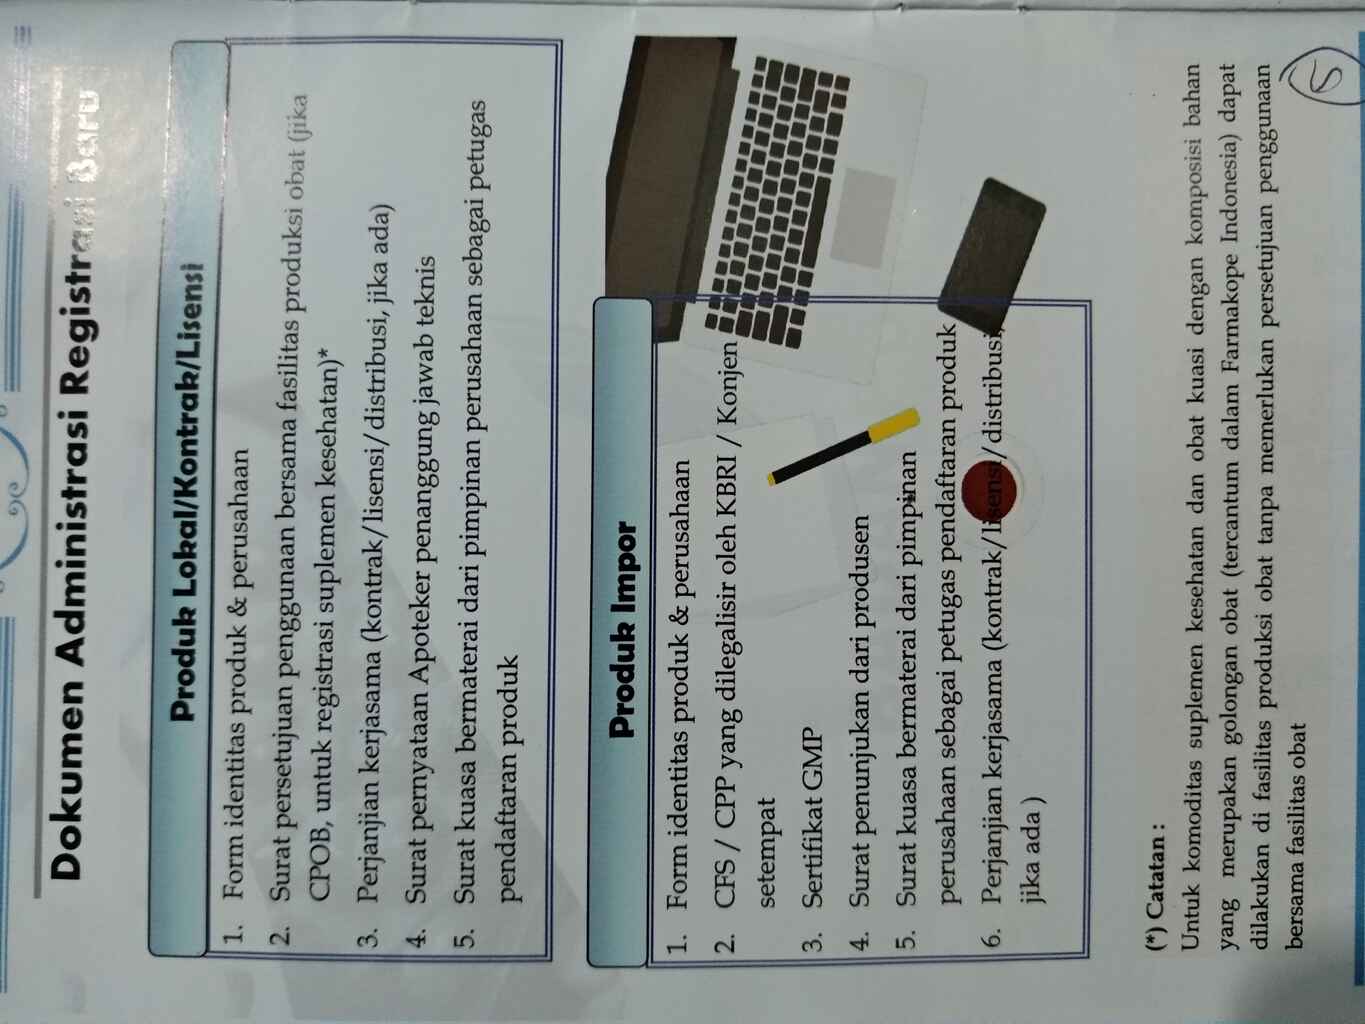 Dokumen Administrasi Registrasi Baru
Produk Lokal/Kontrak/Lisensi
1. Form identitas produk & perusahaan
2. Surat persetujuan penggunaan bersama fasilitas produksi obat (jika
CPOB, untuk registrasi suplemen kesehatan)*
3. Perjanjian kerjasama (kontrak/lisensi/distribusi, jika ada)
4. Surat pernyataan Apoteker penanggung jawab teknis
5. Surat kuasa bermaterai dari pimpinan perusahaan sebagai petugas
pendaftaran produk
Produk Impor
1. Form identitas produk & perusahaan
2. CFS / CPP yang dilegalisir oleh KBRI / Konjen
setempat
3. Sertifikat GMP
4. Surat penunjukan dari produsen
5. Surat kuasa bermaterai dari pimpinan
perusahaan sebagai petugas pendaftaran produk
6. Perjanjian kerjasama (kontrak/lisensi/distribusi,
jika ada )
(*) Catatan :
Untuk komoditas suplemen kesehatan dan obat kuasi dengan komposisi bahan
yang merupakan golongan obat (tercantum dalam Farmakope Indonesia) dapat
dilakukan di fasilitas produksi obat tanpa memerlukan persetujuan penggunaan
bersama fasilitas obat
5